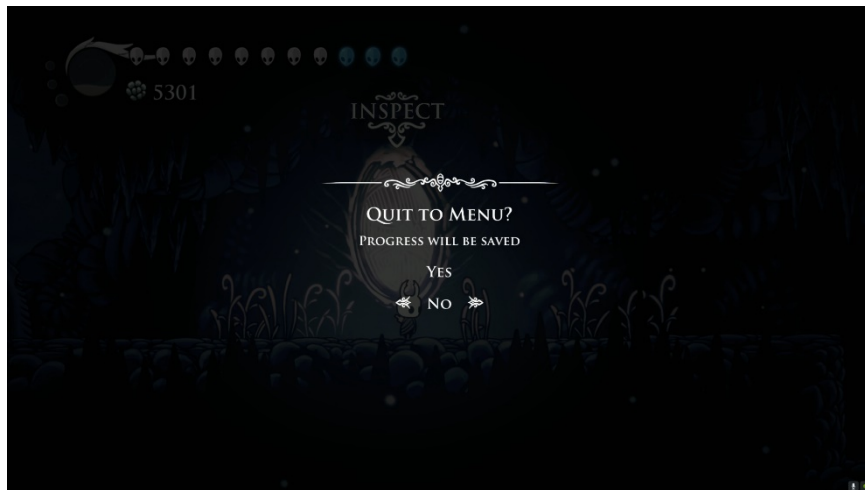 5301
INSPECT
QUIT TO MENU?
PROGRESS WILL BE SAVED
YES
NO